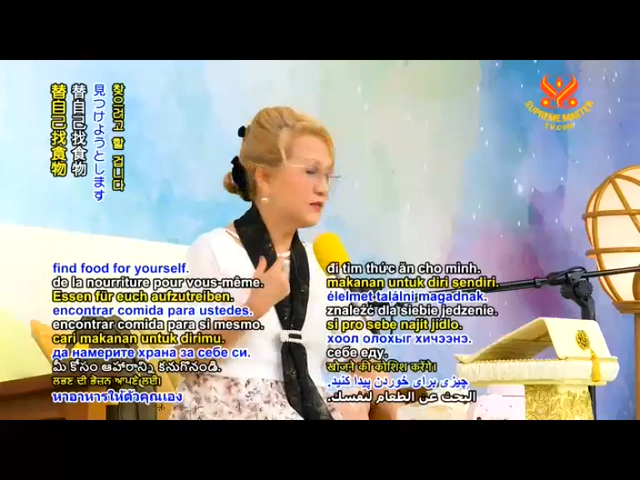 찾으려고 할 겁니다
見つけようとします
替自己找食物
替自己找食物
SUPREME MASTER
TV.com
find food for yourself.
de la nourriture pour vous-même.
Essen für euch aufzutreiben.
encontrar comida para ustedes.
encontrar comida para si mesmo.
cari makanan untuk dirimu.
да намерите храна за себе си.
మీ కోసం ఆహారాన్ని కనుగొనండి.
ਲਭਣ ਦੀ ਭੋਜਨ ਆਪਣੇ ਲਈ।
หาอาหารให้ตัวคุณเอง
đi tìm thức ăn cho mình.
makanan untuk diri sendiri.
élelmet találni magadnak.
znaleźć dla siebie jedzenie.
si pro sebe najít jídlo.
хоол олохыг хичээнэ.
себе еду.
खोजने की कोशिश करेंगे।
چیزی برای خوردن پیدا کنید.
البحث عن الطعام لنفسك.